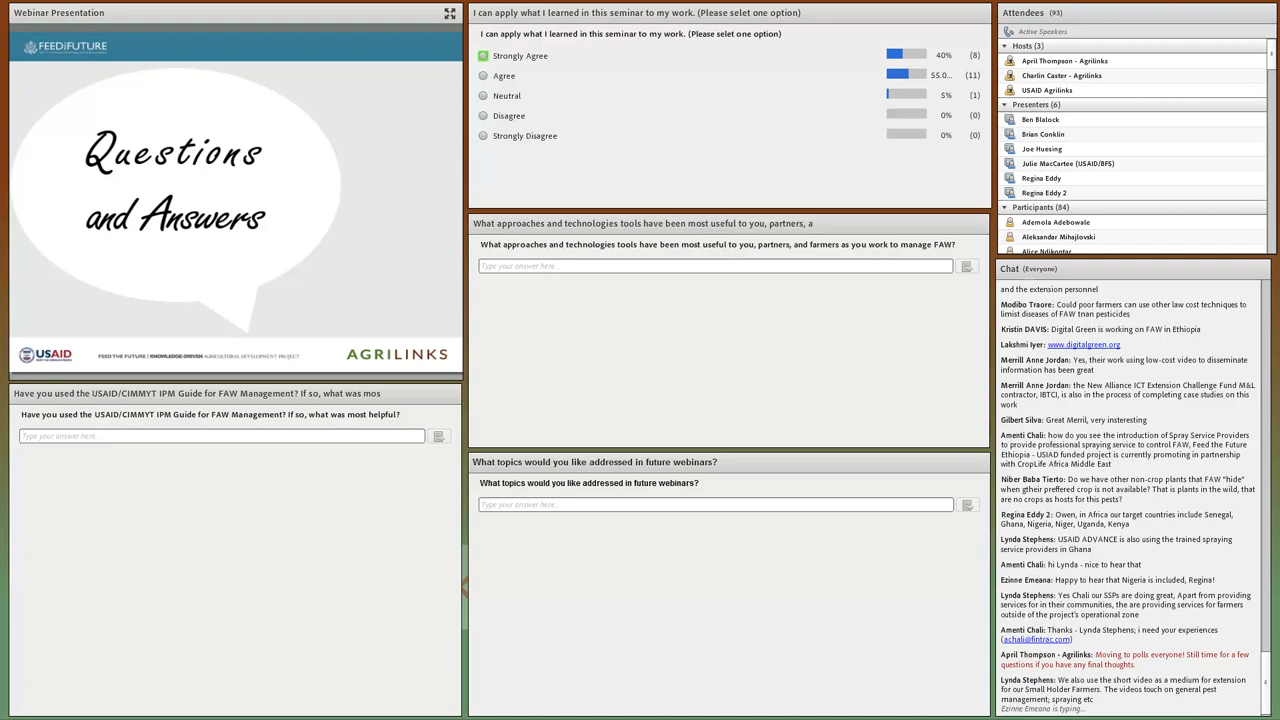 Webinar Presentation
FEED THE FUTURE
Questions
and Answers
USAID
FEED THE FUTURE | KNOWLEDGE-DRIVEN AGRICULTURAL DEVELOPMENT PROJECT
AGRILINKS
Have you used the USAID/CIMMYT IPM Guide for FAW Management? If so, what was mos
Have you used the USAID/CIMMYT IPM Guide for FAW Management? If so, what was most helpful?
Type your answer here...
I can apply what I learned in this seminar to my work. (Please selet one option)
I can apply what I learned in this seminar to my work. (Please selet one option)
Strongly Agree 40% (8)
Agree 55.0... (11)
Neutral 5% (1)
Disagree 0% (0)
Strongly Disagree 0% (0)
What approaches and technologies tools have been most useful to you, partners, a
What approaches and technologies tools have been most useful to you, partners, and farmers as you work to manage FAW?
Type your answer here...
What topics would you like addressed in future webinars?
What topics would you like addressed in future webinars?
Type your answer here...
Attendees (93)
Active Speakers
Hosts (3)
April Thompson - Agrilinks
Charlin Caster - Agrilinks
USAID Agrilinks
Presenters (6)
Ben Blalock
Brian Conklin
Joe Huesing
Julie MacCartee (USAID/BFS)
Regina Eddy
Regina Eddy 2
Participants (84)
Ademola Adebowale
Aleksandar Mihajlovski
Alice Ndikontar
Chat (Everyone)
and the extension personnel
Modibo Traore: Could poor farmers can use other law cost techniques to
limist diseases of FAW tnan pesticides
Kristin DAVIS: Digital Green is working on FAW in Ethiopia
Lakshmi Iyer: www.digitalgreen.org
Merrill Anne Jordan: Yes, their work using low-cost video to disseminate
information has been great
Merrill Anne Jordan: the New Alliance ICT Extension Challenge Fund M&L
contractor, IBTCI, is also in the process of completing case studies on this
work
Gilbert Silva: Great Merril, very insteresting
Amenti Chali: how do you see the introduction of Spray Service Providers
to provide professional spraying service to control FAW, Feed the Future
Ethiopia - USIAD funded project is currently promoting in partnership
with CropLife Africa Middle East
Niber Baba Tierto: Do we have other non-crop plants that FAW "hide"
when gtheir preffered crop is not available? That is plants in the wild, that
are no crops as hosts for this pests?
Regina Eddy 2: Owen, in Africa our target countries include Senegal,
Ghana, Nigeria, Niger, Uganda, Kenya
Lynda Stephens: USAID ADVANCE is also using the trained spraying
service providers in Ghana
Amenti Chali: hi Lynda - nice to hear that
Ezinne Emeana: Happy to hear that Nigeria is included, Regina!
Lynda Stephens: Yes Chali our SSPs are doing great, Apart from providing
services for in their communities, the are providing services for farmers
outside of the project's operational zone
Amenti Chali: Thanks - Lynda Stephens; i need your experiences
(achali@fintrac.com)
April Thompson - Agrilinks: Moving to polls everyone! Still time for a few
questions if you have any final thoughts.
Lynda Stephens: We also use the short video as a medium for extension
for our Small Holder Farmers. The videos touch on general pest
management; spraying etc
Ezinne Emeana is typing...